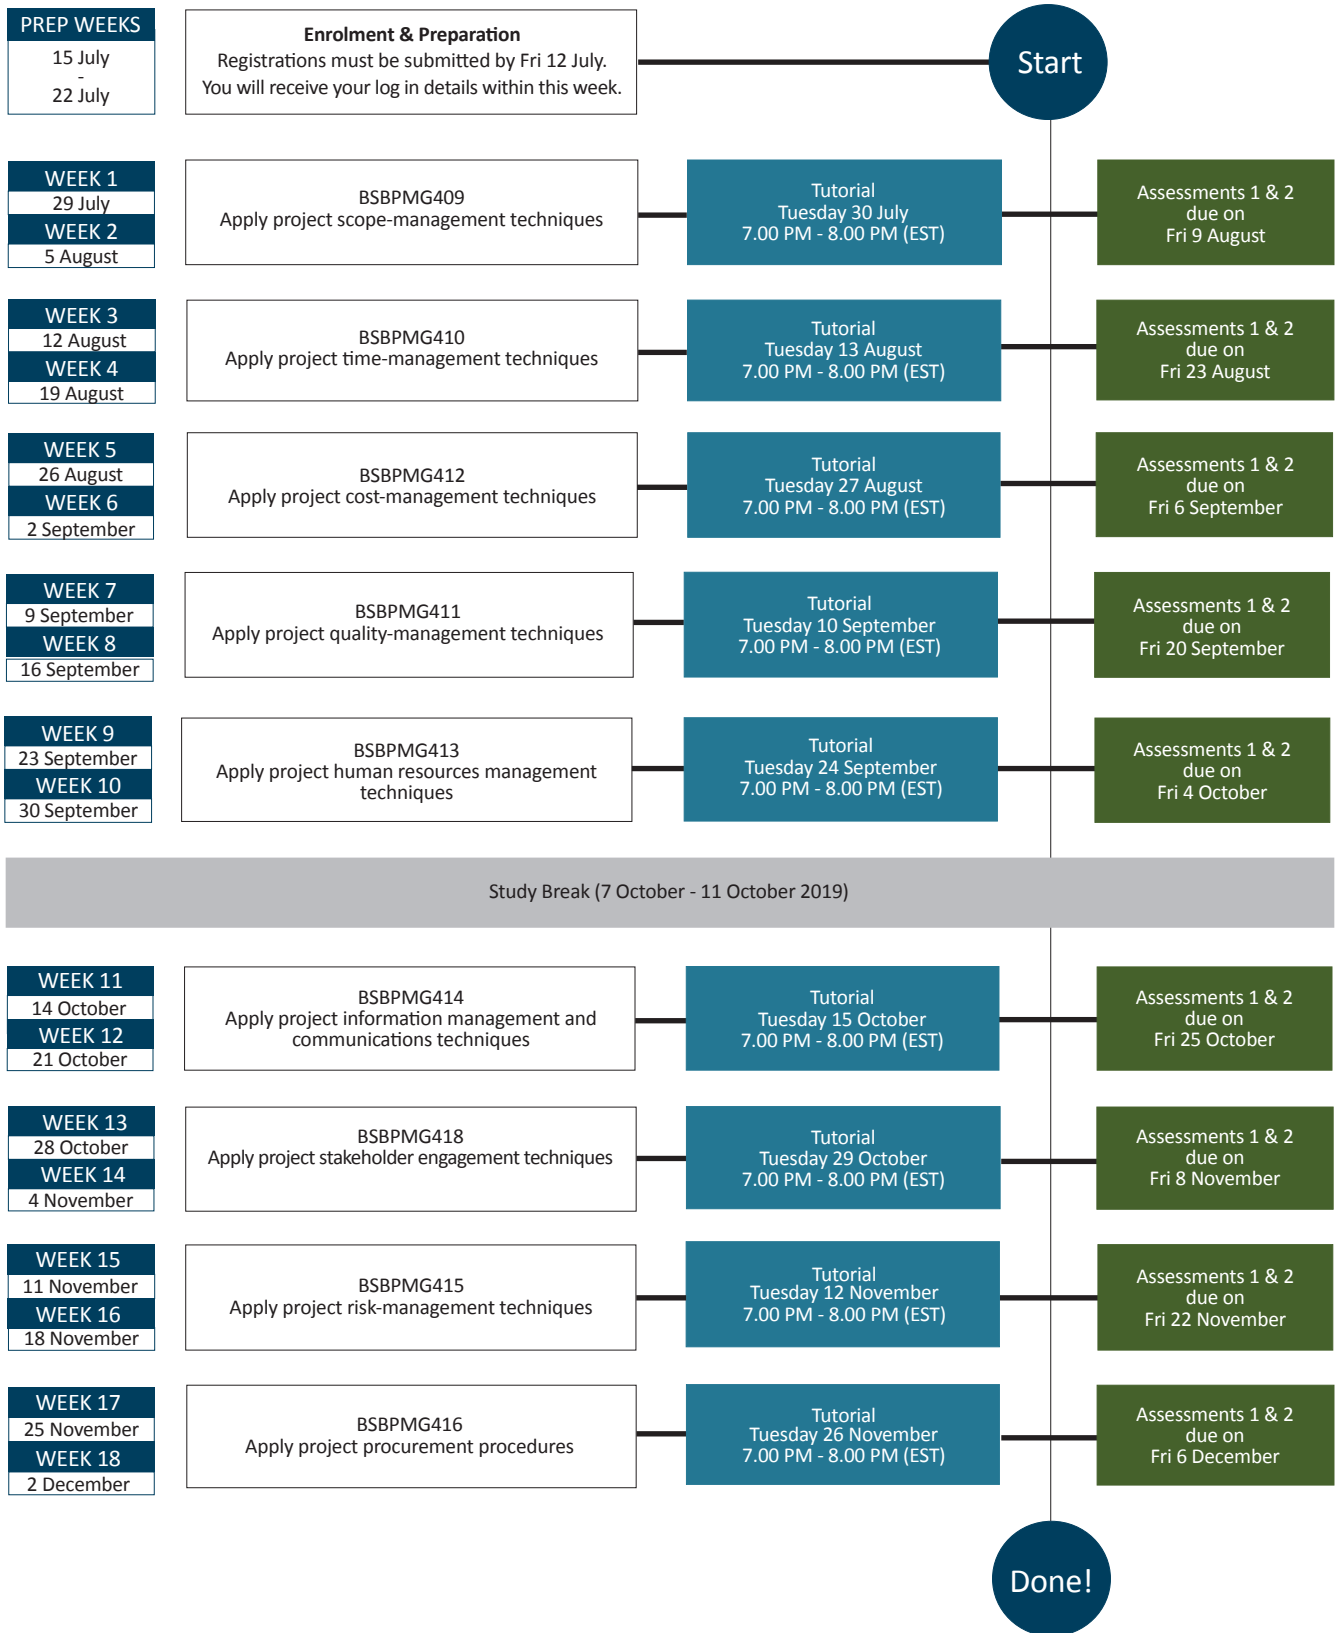 PREP WEEKS
15 July
-
22 July
Enrolment & Preparation
Registrations must be submitted by Fri 12 July.
You will receive your log in details within this week.
Start
WEEK 1
29 July
WEEK 2
5 August
BSBPMG409
Apply project scope-management techniques
Tutorial
Tuesday 30 July
7.00 PM - 8.00 PM (EST)
Assessments 1 & 2
due on
Fri 9 August
WEEK 3
12 August
WEEK 4
19 August
BSBPMG410
Apply project time-management techniques
Tutorial
Tuesday 13 August
7.00 PM - 8.00 PM (EST)
Assessments 1 & 2
due on
Fri 23 August
WEEK 5
26 August
WEEK 6
2 September
BSBPMG412
Apply project cost-management techniques
Tutorial
Tuesday 27 August
7.00 PM - 8.00 PM (EST)
Assessments 1 & 2
due on
Fri 6 September
WEEK 7
9 September
WEEK 8
16 September
BSBPMG411
Apply project quality-management techniques
Tutorial
Tuesday 10 September
7.00 PM - 8.00 PM (EST)
Assessments 1 & 2
due on
Fri 20 September
WEEK 9
23 September
WEEK 10
30 September
BSBPMG413
Apply project human resources management
techniques
Tutorial
Tuesday 24 September
7.00 PM - 8.00 PM (EST)
Assessments 1 & 2
due on
Fri 4 October
Study Break (7 October - 11 October 2019)
WEEK 11
14 October
WEEK 12
21 October
BSBPMG414
Apply project information management and
communications techniques
Tutorial
Tuesday 15 October
7.00 PM - 8.00 PM (EST)
Assessments 1 & 2
due on
Fri 25 October
WEEK 13
28 October
WEEK 14
4 November
BSBPMG418
Apply project stakeholder engagement techniques
Tutorial
Tuesday 29 October
7.00 PM - 8.00 PM (EST)
Assessments 1 & 2
due on
Fri 8 November
WEEK 15
11 November
WEEK 16
18 November
BSBPMG415
Apply project risk-management techniques
Tutorial
Tuesday 12 November
7.00 PM - 8.00 PM (EST)
Assessments 1 & 2
due on
Fri 22 November
WEEK 17
25 November
WEEK 18
2 December
BSBPMG416
Apply project procurement procedures
Tutorial
Tuesday 26 November
7.00 PM - 8.00 PM (EST)
Assessments 1 & 2
due on
Fri 6 December
Done!